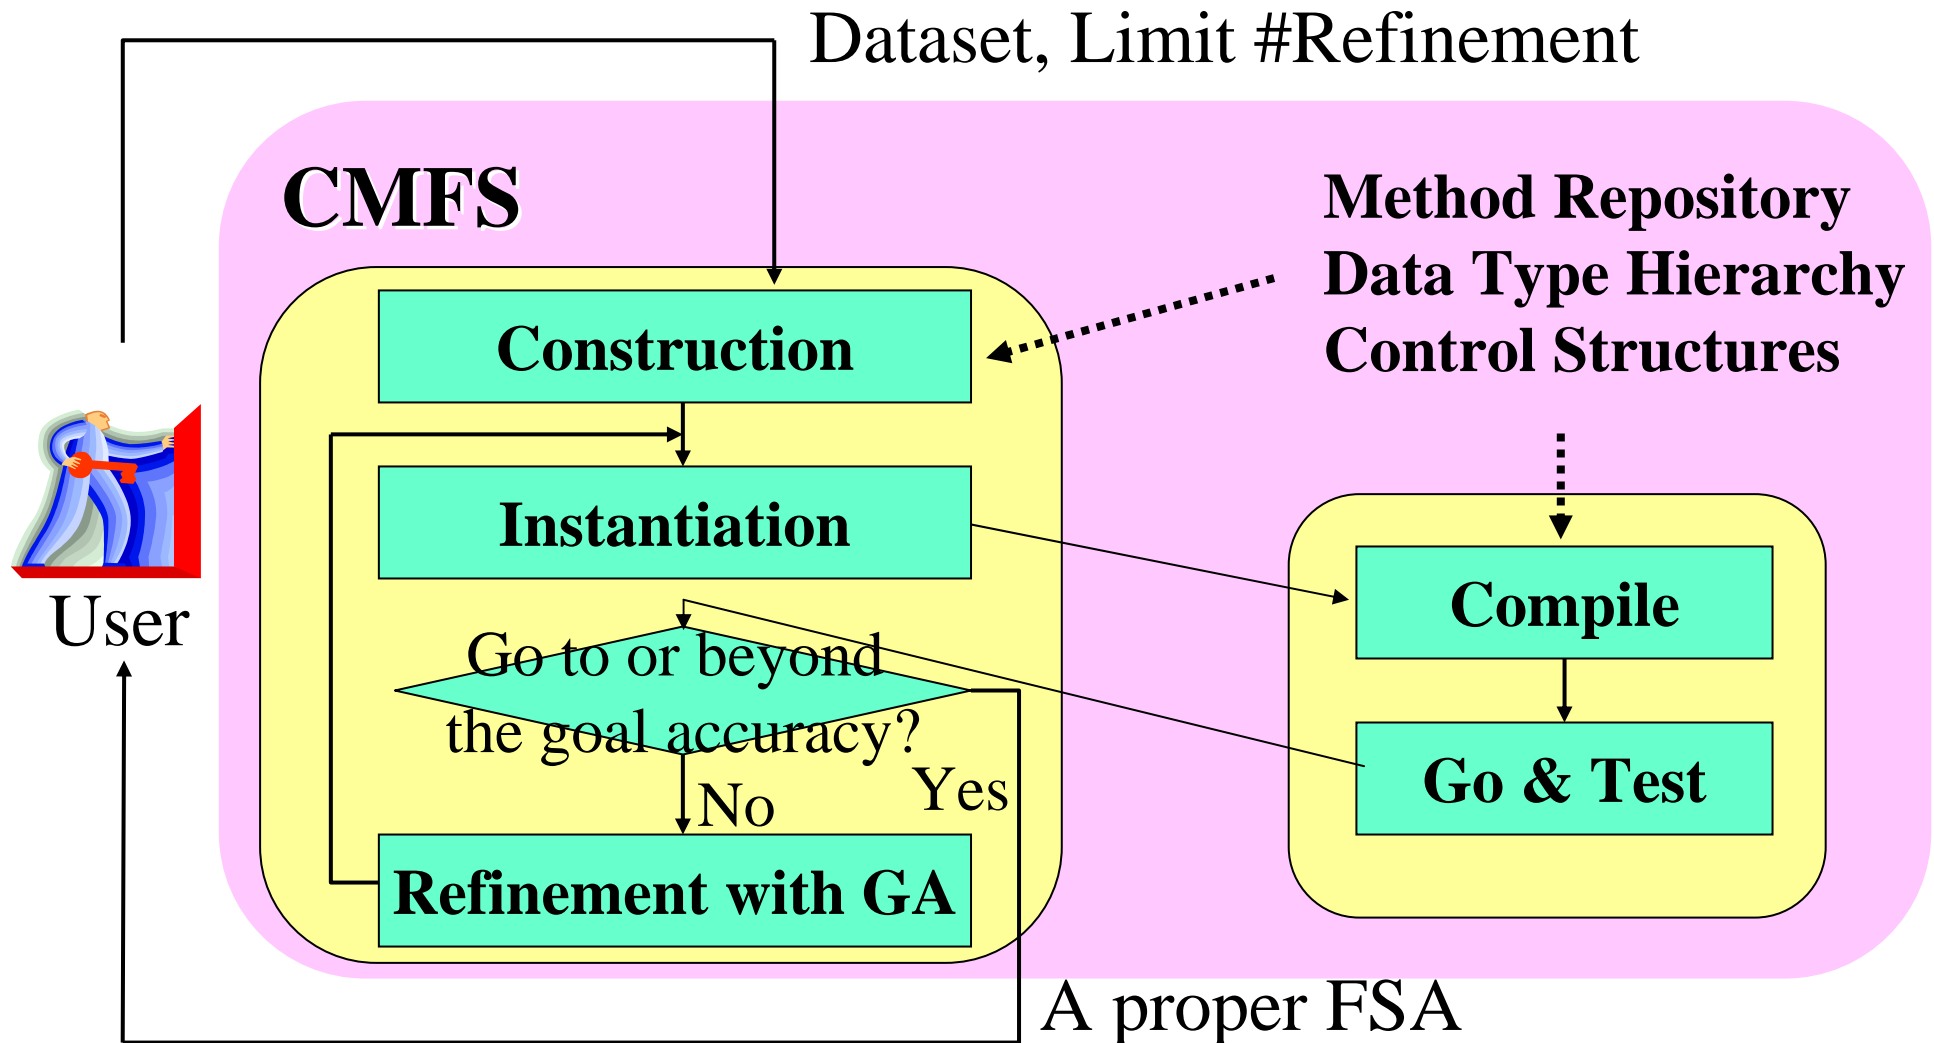 Dataset, Limit #Refinement
CMFS
Method Repository
Data Type Hierarchy
Control Structures
Construction
Instantiation
User
Go to or beyond
the goal accuracy?
No
Yes
Refinement with GA
Compile
Go & Test
A proper FSA